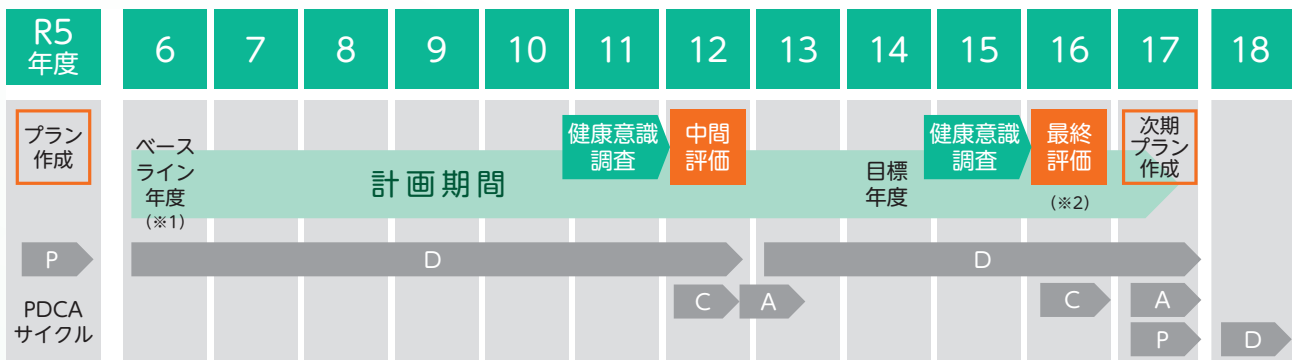 R5
年度
6
7
8
9
10
11
12
13
14
15
16
17
18
プラン
作成
ベース
ライン
年度
(※1)
計画期間
健康意識
調査
中間
評価
目標
年度
健康意識
調査
最終
評価
(※2)
次期
プラン
作成
P
D
D
C
A
C
A
PDCA
サイクル
P
D